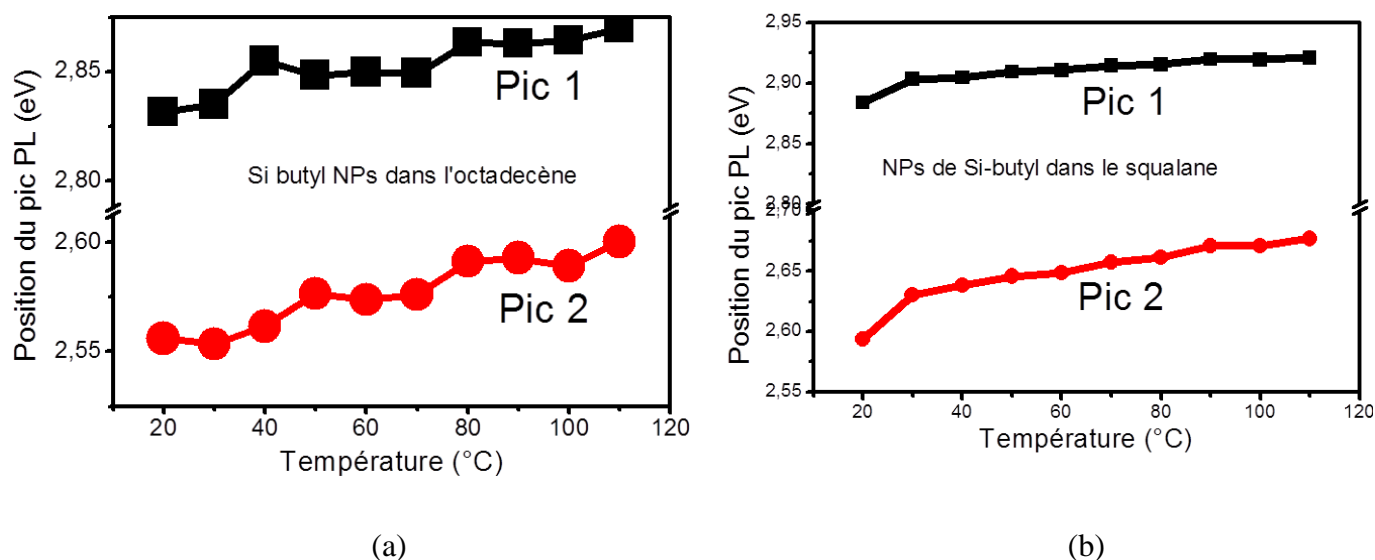 Position du pic PL (eV)
2,85
2,80
2,60
2,55
Pic 1
Si butyl NPs dans l'octadecène
Pic 2
20 40 60 80 100 120
Température (°C)
(a)
Position du pic PL (eV)
2,95
2,90
2,85
2,80
2,70
2,65
2,60
2,55
Pic 1
NPs de Si-butyl dans le squalane
Pic 2
20 40 60 80 100 120
Température (°C)
(b)